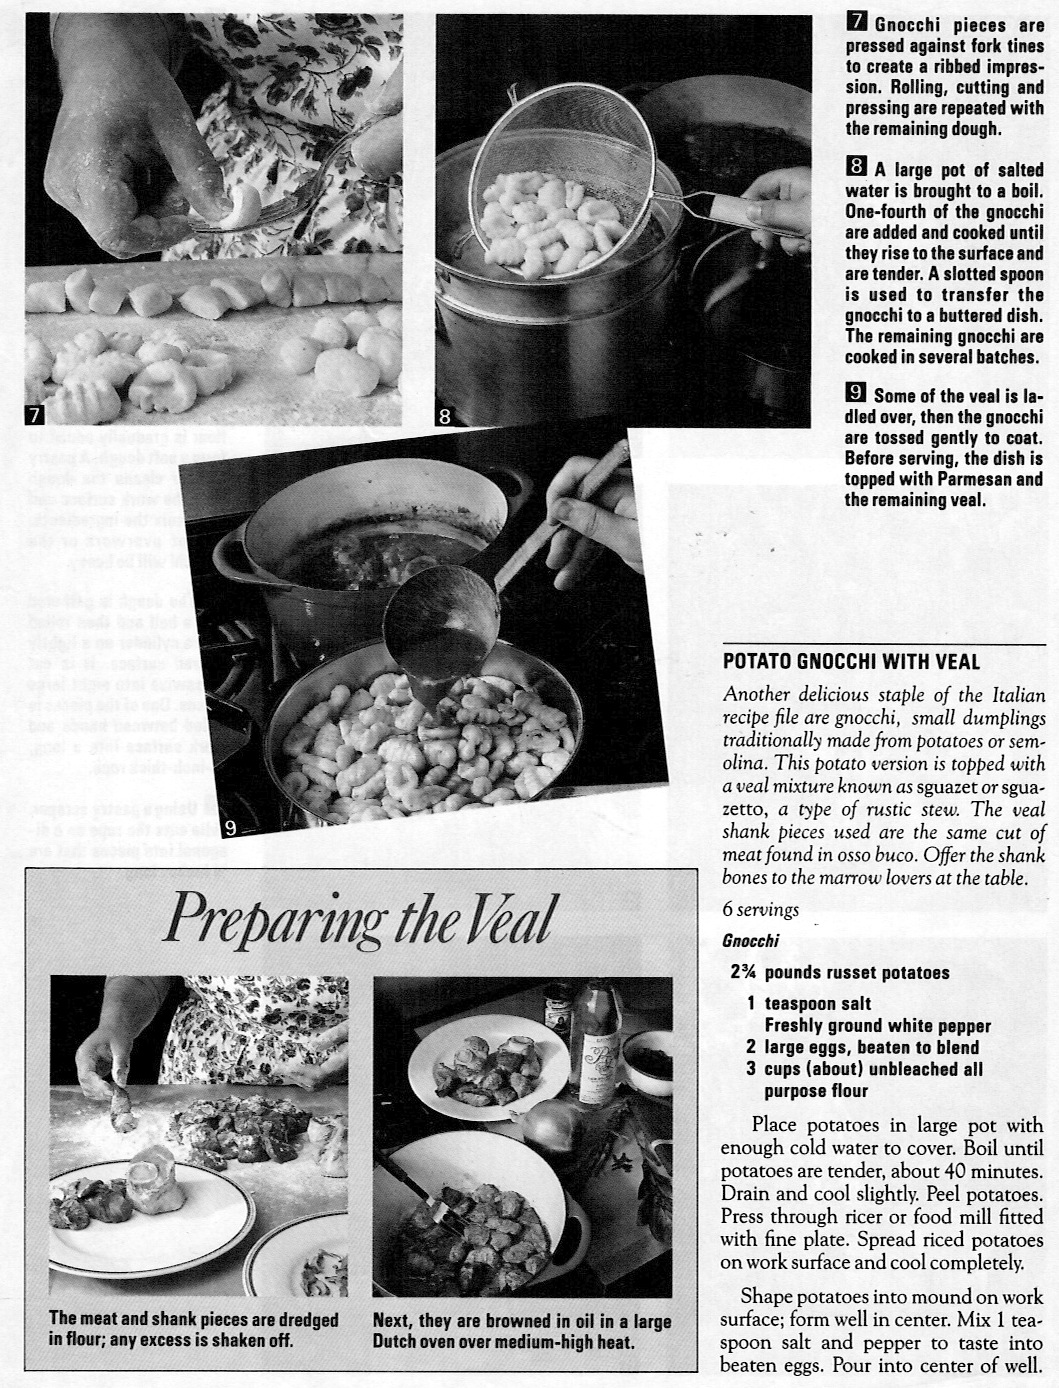 7 Gnocchi pieces are
pressed against fork tines
to create a ribbed impres-
sion. Rolling, cutting and
pressing are repeated with
the remaining dough.
8 A large pot of salted
water is brought to a boil.
One-fourth of the gnocchi
are added and cooked until
they rise to the surface and
are tender. A slotted spoon
is used to transfer the
gnocchi to a buttered dish.
The remaining gnocchi are
cooked in several batches.
9 Some of the veal is la-
dled over, then the gnocchi
are tossed gently to coat.
Before serving, the dish is
topped with Parmesan and
the remaining veal.
7
8
9
Preparing the Veal
The meat and shank pieces are dredged
in flour; any excess is shaken off.
Next, they are browned in oil in a large
Dutch oven over medium-high heat.
POTATO GNOCCHI WITH VEAL
Another delicious staple of the Italian
recipe file are gnocchi, small dumplings
traditionally made from potatoes or sem-
olina. This potato version is topped with
a veal mixture known as sguazet or sgua-
zetto, a type of rustic stew. The veal
shank pieces used are the same cut of
meat found in osso buco. Offer the shank
bones to the marrow lovers at the table.
6 servings
Gnocchi
2¾ pounds russet potatoes
1 teaspoon salt
Freshly ground white pepper
2 large eggs, beaten to blend
3 cups (about) unbleached all
purpose flour
Place potatoes in large pot with
enough cold water to cover. Boil until
potatoes are tender, about 40 minutes.
Drain and cool slightly. Peel potatoes.
Press through ricer or food mill fitted
with fine plate. Spread riced potatoes
on work surface and cool completely.
Shape potatoes into mound on work
surface; form well in center. Mix 1 tea-
spoon salt and pepper to taste into
beaten eggs. Pour into center of well.